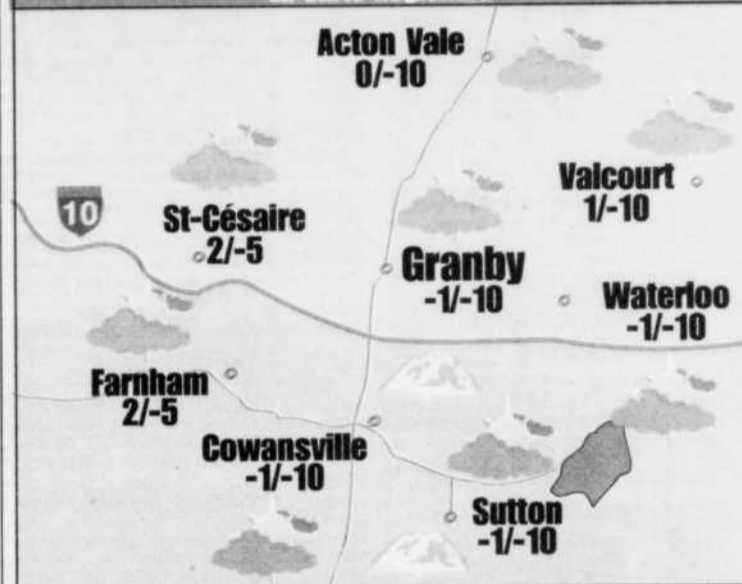 Acton Vale
0/-10
Valcourt
1/-10
10
St-Césaire
2/-5
Granby
-1/-10
Waterloo
-1/-10
Farnham
2/-5
Cowansville
-1/-10
Sutton
-1/-10